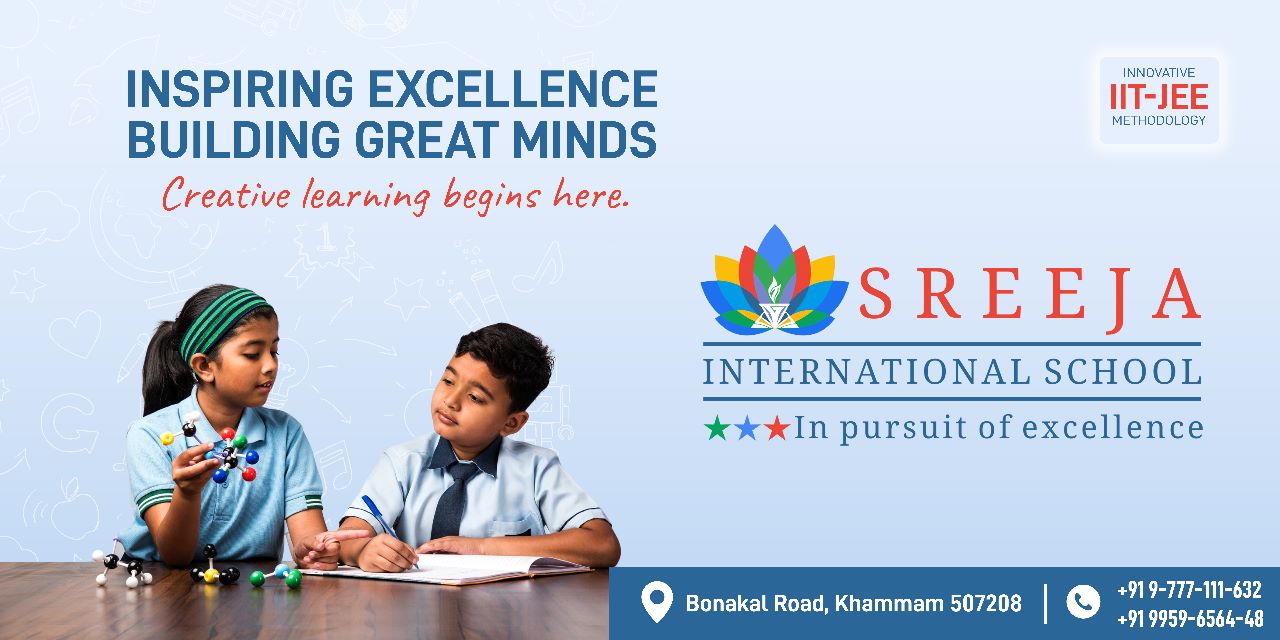 INSPIRING EXCELLENCE
BUILDING GREAT MINDS
Creative learning begins here.
INNOVATIVE
IIT-JEE
METHODOLOGY
SREEJA
INTERNATIONAL SCHOOL
In pursuit of excellence
Bonakal Road, Khammam 507208
+91 9-777-111-632
+91 9959-6564-48